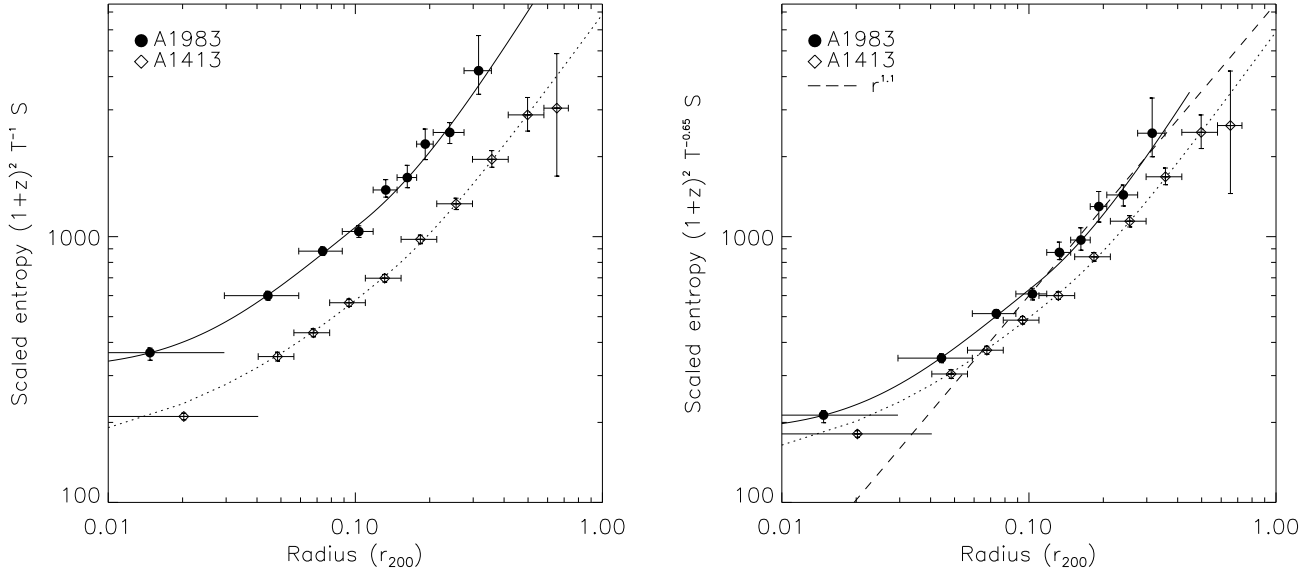 A1983
A1413
Scaled entropy (1+z)² T⁻¹ S
1000
100
0.01
0.10
1.00
Radius (r₂₀₀)
A1983
A1413
r¹·¹
Scaled entropy (1+z)² T⁻⁰·⁶⁵ S
1000
100
0.01
0.10
1.00
Radius (r₂₀₀)